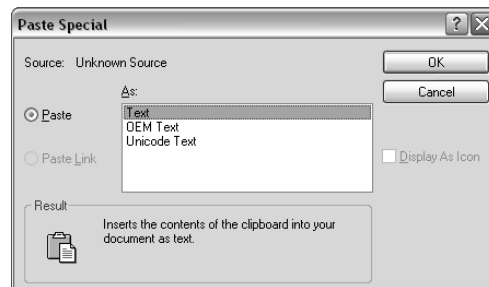 Paste Special
Source: Unknown Source
OK
As:
Cancel
Paste
Text
OEM Text
Unicode Text
Paste Link
Display As Icon
Result
Inserts the contents of the clipboard into your
document as text.